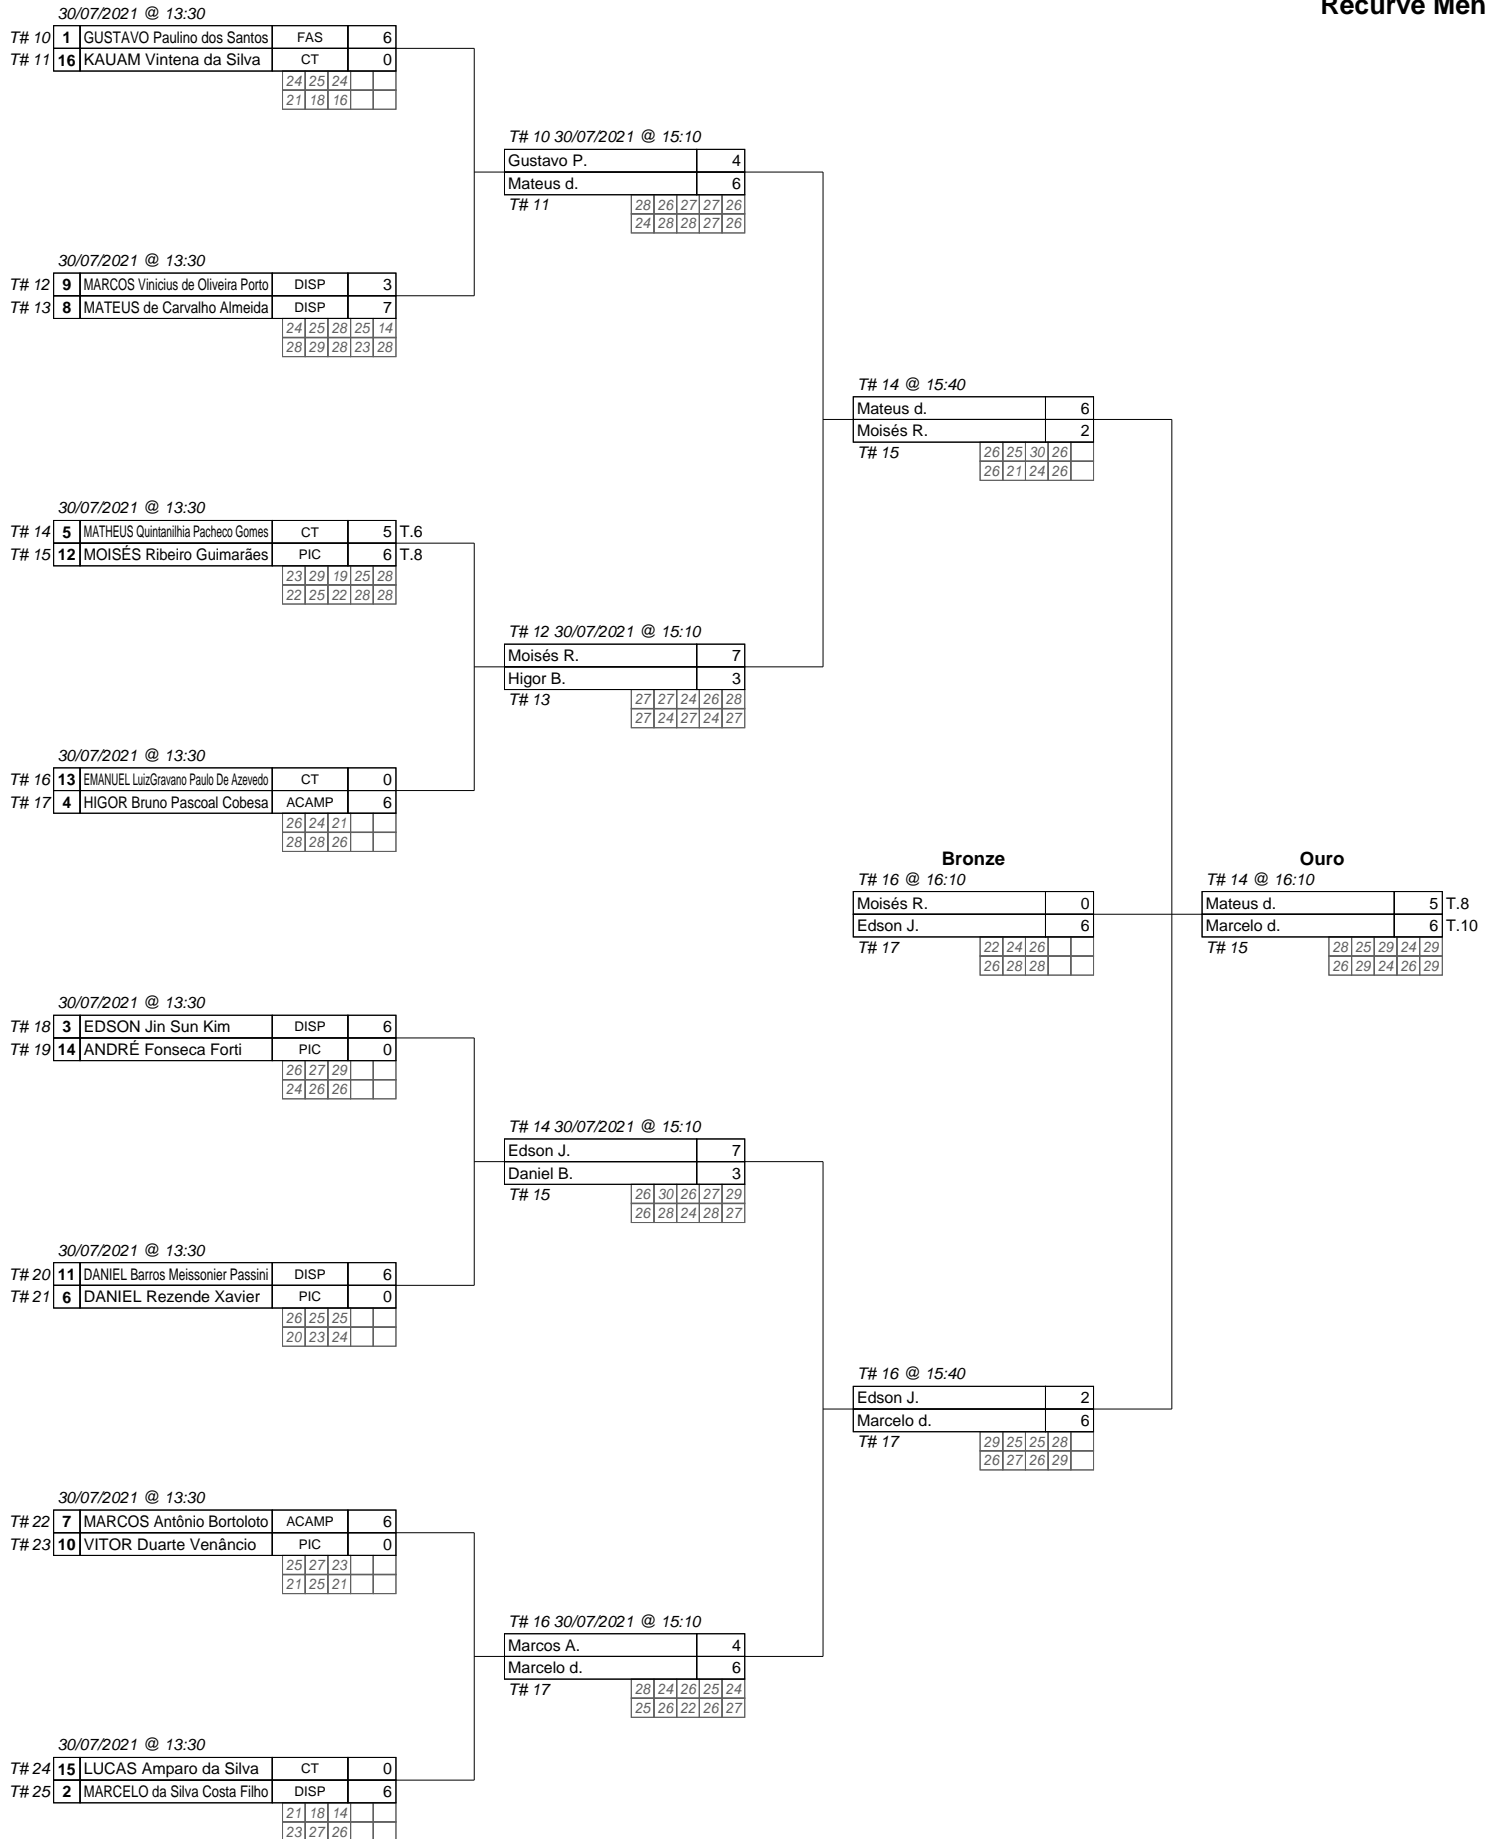 Recurve Men
30/07/2021 @ 13:30
T# 10 1 GUSTAVO Paulino dos Santos FAS 6
T# 11 16 KAUAM Vintena da Silva CT 0
24 25 24
21 18 16
T# 10 30/07/2021 @ 15:10
Gustavo P. 4
Mateus d. 6
T# 11 28 26 27 27 26
24 28 28 27 26
30/07/2021 @ 13:30
T# 12 9 MARCOS Vinicius de Oliveira Porto DISP 3
T# 13 8 MATEUS de Carvalho Almeida DISP 7
24 25 28 25 14
28 29 28 23 28
T# 14 @ 15:40
Mateus d. 6
Moisés R. 2
T# 15 26 25 30 26
26 21 24 26
30/07/2021 @ 13:30
T# 14 5 MATHEUS Quintanilhia Pacheco Gomes CT 5 T.6
T# 15 12 MOISÉS Ribeiro Guimarães PIC 6 T.8
23 29 19 25 28
22 25 22 28 28
T# 12 30/07/2021 @ 15:10
Moisés R. 7
Higor B. 3
T# 13 27 27 24 26 28
27 24 27 24 27
30/07/2021 @ 13:30
T# 16 13 EMANUEL LuizGravano Paulo De Azevedo CT 0
T# 17 4 HIGOR Bruno Pascoal Cobesa ACAMP 6
26 24 21
28 28 26
Bronze Ouro
T# 16 @ 16:10 T# 14 @ 16:10
Moisés R. 0 Mateus d. 5 T.8
Edson J. 6 Marcelo d. 6 T.10
T# 17 22 24 26 T# 15 28 25 29 24 29
26 28 28 26 29 24 26 29
30/07/2021 @ 13:30
T# 18 3 EDSON Jin Sun Kim DISP 6
T# 19 14 ANDRÉ Fonseca Forti PIC 0
26 27 29
24 26 26
T# 14 30/07/2021 @ 15:10
Edson J. 7
Daniel B. 3
T# 15 26 30 26 27 29
26 28 24 28 27
30/07/2021 @ 13:30
T# 20 11 DANIEL Barros Meissonier Passini DISP 6
T# 21 6 DANIEL Rezende Xavier PIC 0
26 25 25
20 23 24
T# 16 @ 15:40
Edson J. 2
Marcelo d. 6
T# 17 29 25 25 28
26 27 26 29
30/07/2021 @ 13:30
T# 22 7 MARCOS Antônio Bortoloto ACAMP 6
T# 23 10 VITOR Duarte Venâncio PIC 0
25 27 23
21 25 21
T# 16 30/07/2021 @ 15:10
Marcos A. 4
Marcelo d. 6
T# 17 28 24 26 25 24
25 26 22 26 27
30/07/2021 @ 13:30
T# 24 15 LUCAS Amparo da Silva CT 0
T# 25 2 MARCELO da Silva Costa Filho DISP 6
21 18 14
23 27 26